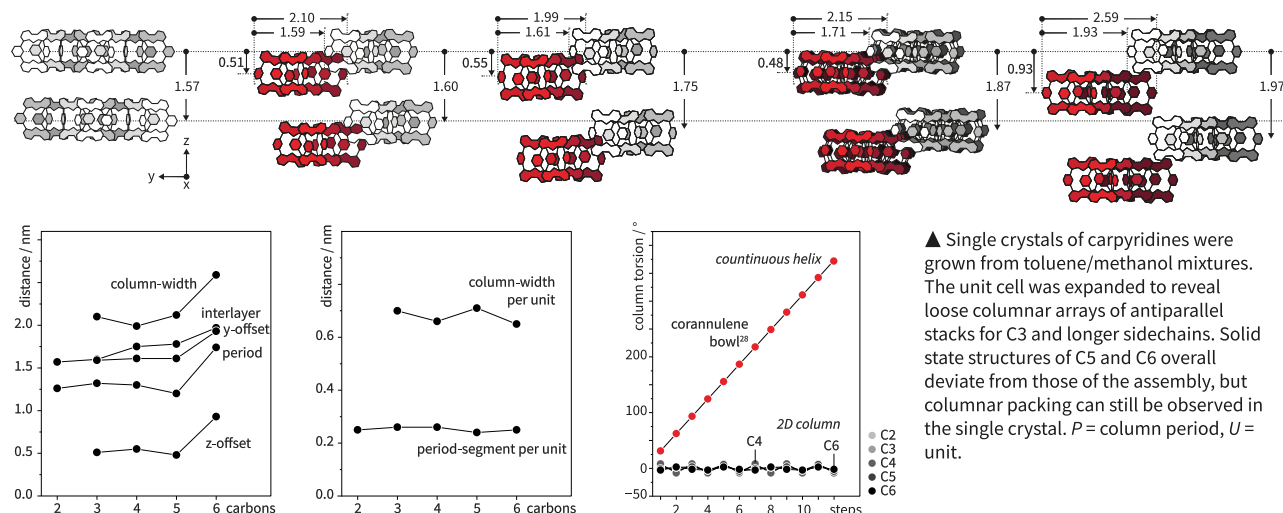 2.10
1.59
0.51
1.57
1.60
z
y
x
1.99
1.61
0.55
1.75
2.15
1.71
0.48
1.87
2.59
1.93
0.93
1.97
distance / nm
2.0
1.5
1.0
0.5
0.0
column-width
interlayer
y-offset
period
z-offset
2 3 4 5 6 carbons
distance / nm
0.6
0.4
0.2
0.0
column-width
per unit
period-segment per unit
2 3 4 5 6 carbons
column torsion / °
200
100
0
−50
countinuous helix
corannulene
bowl28
2D column
C4
C6
2 4 6 8 10 steps
C2
C3
C4
C5
C6
▲ Single crystals of carpyridines were
grown from toluene/methanol mixtures.
The unit cell was expanded to reveal
loose columnar arrays of antiparallel
stacks for C3 and longer sidechains. Solid
state structures of C5 and C6 overall
deviate from those of the assembly, but
columnar packing can still be observed in
the single crystal. P = column period, U =
unit.